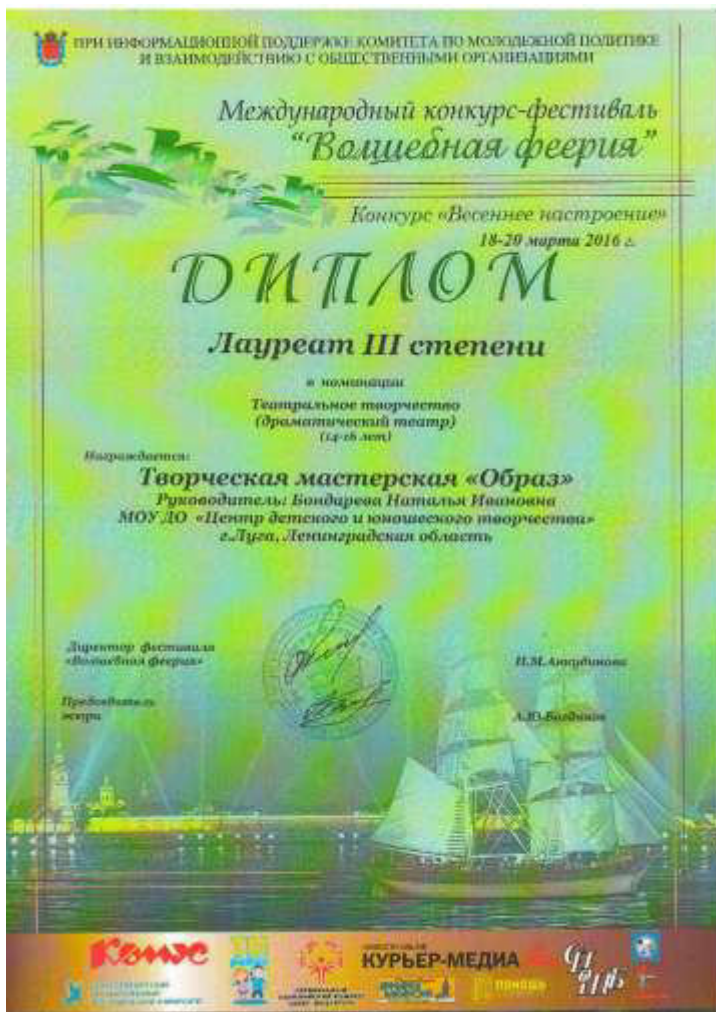 ПРИ ИНФОРМАЦИОННОЙ ПОДДЕРЖКЕ КОМИТЕТА ПО МОЛОДЕЖНОЙ ПОЛИТИКЕ
И ВЗАИМОДЕЙСТВИЮ С ОБЩЕСТВЕННЫМИ ОРГАНИЗАЦИЯМИ
Международный конкурс-фестиваль
"Волшебная феерия"
Конкурс «Весеннее настроение»
18-20 марта 2016 г.
ДИПЛОМ
Лауреат III степени
в номинации
Театральное творчество
(драматический театр)
(14-16 лет)
Награждается:
Творческая мастерская «Образ»
Руководитель: Бондарева Наталья Ивановна
МОУ ДО «Центр детского и юношеского творчества»
г.Луга, Ленинградская область
Директор фестиваля
«Волшебная феерия»
Председатель
жюри
Комус
КУРЬЕР-МЕДИА
ПОМОЩЬ